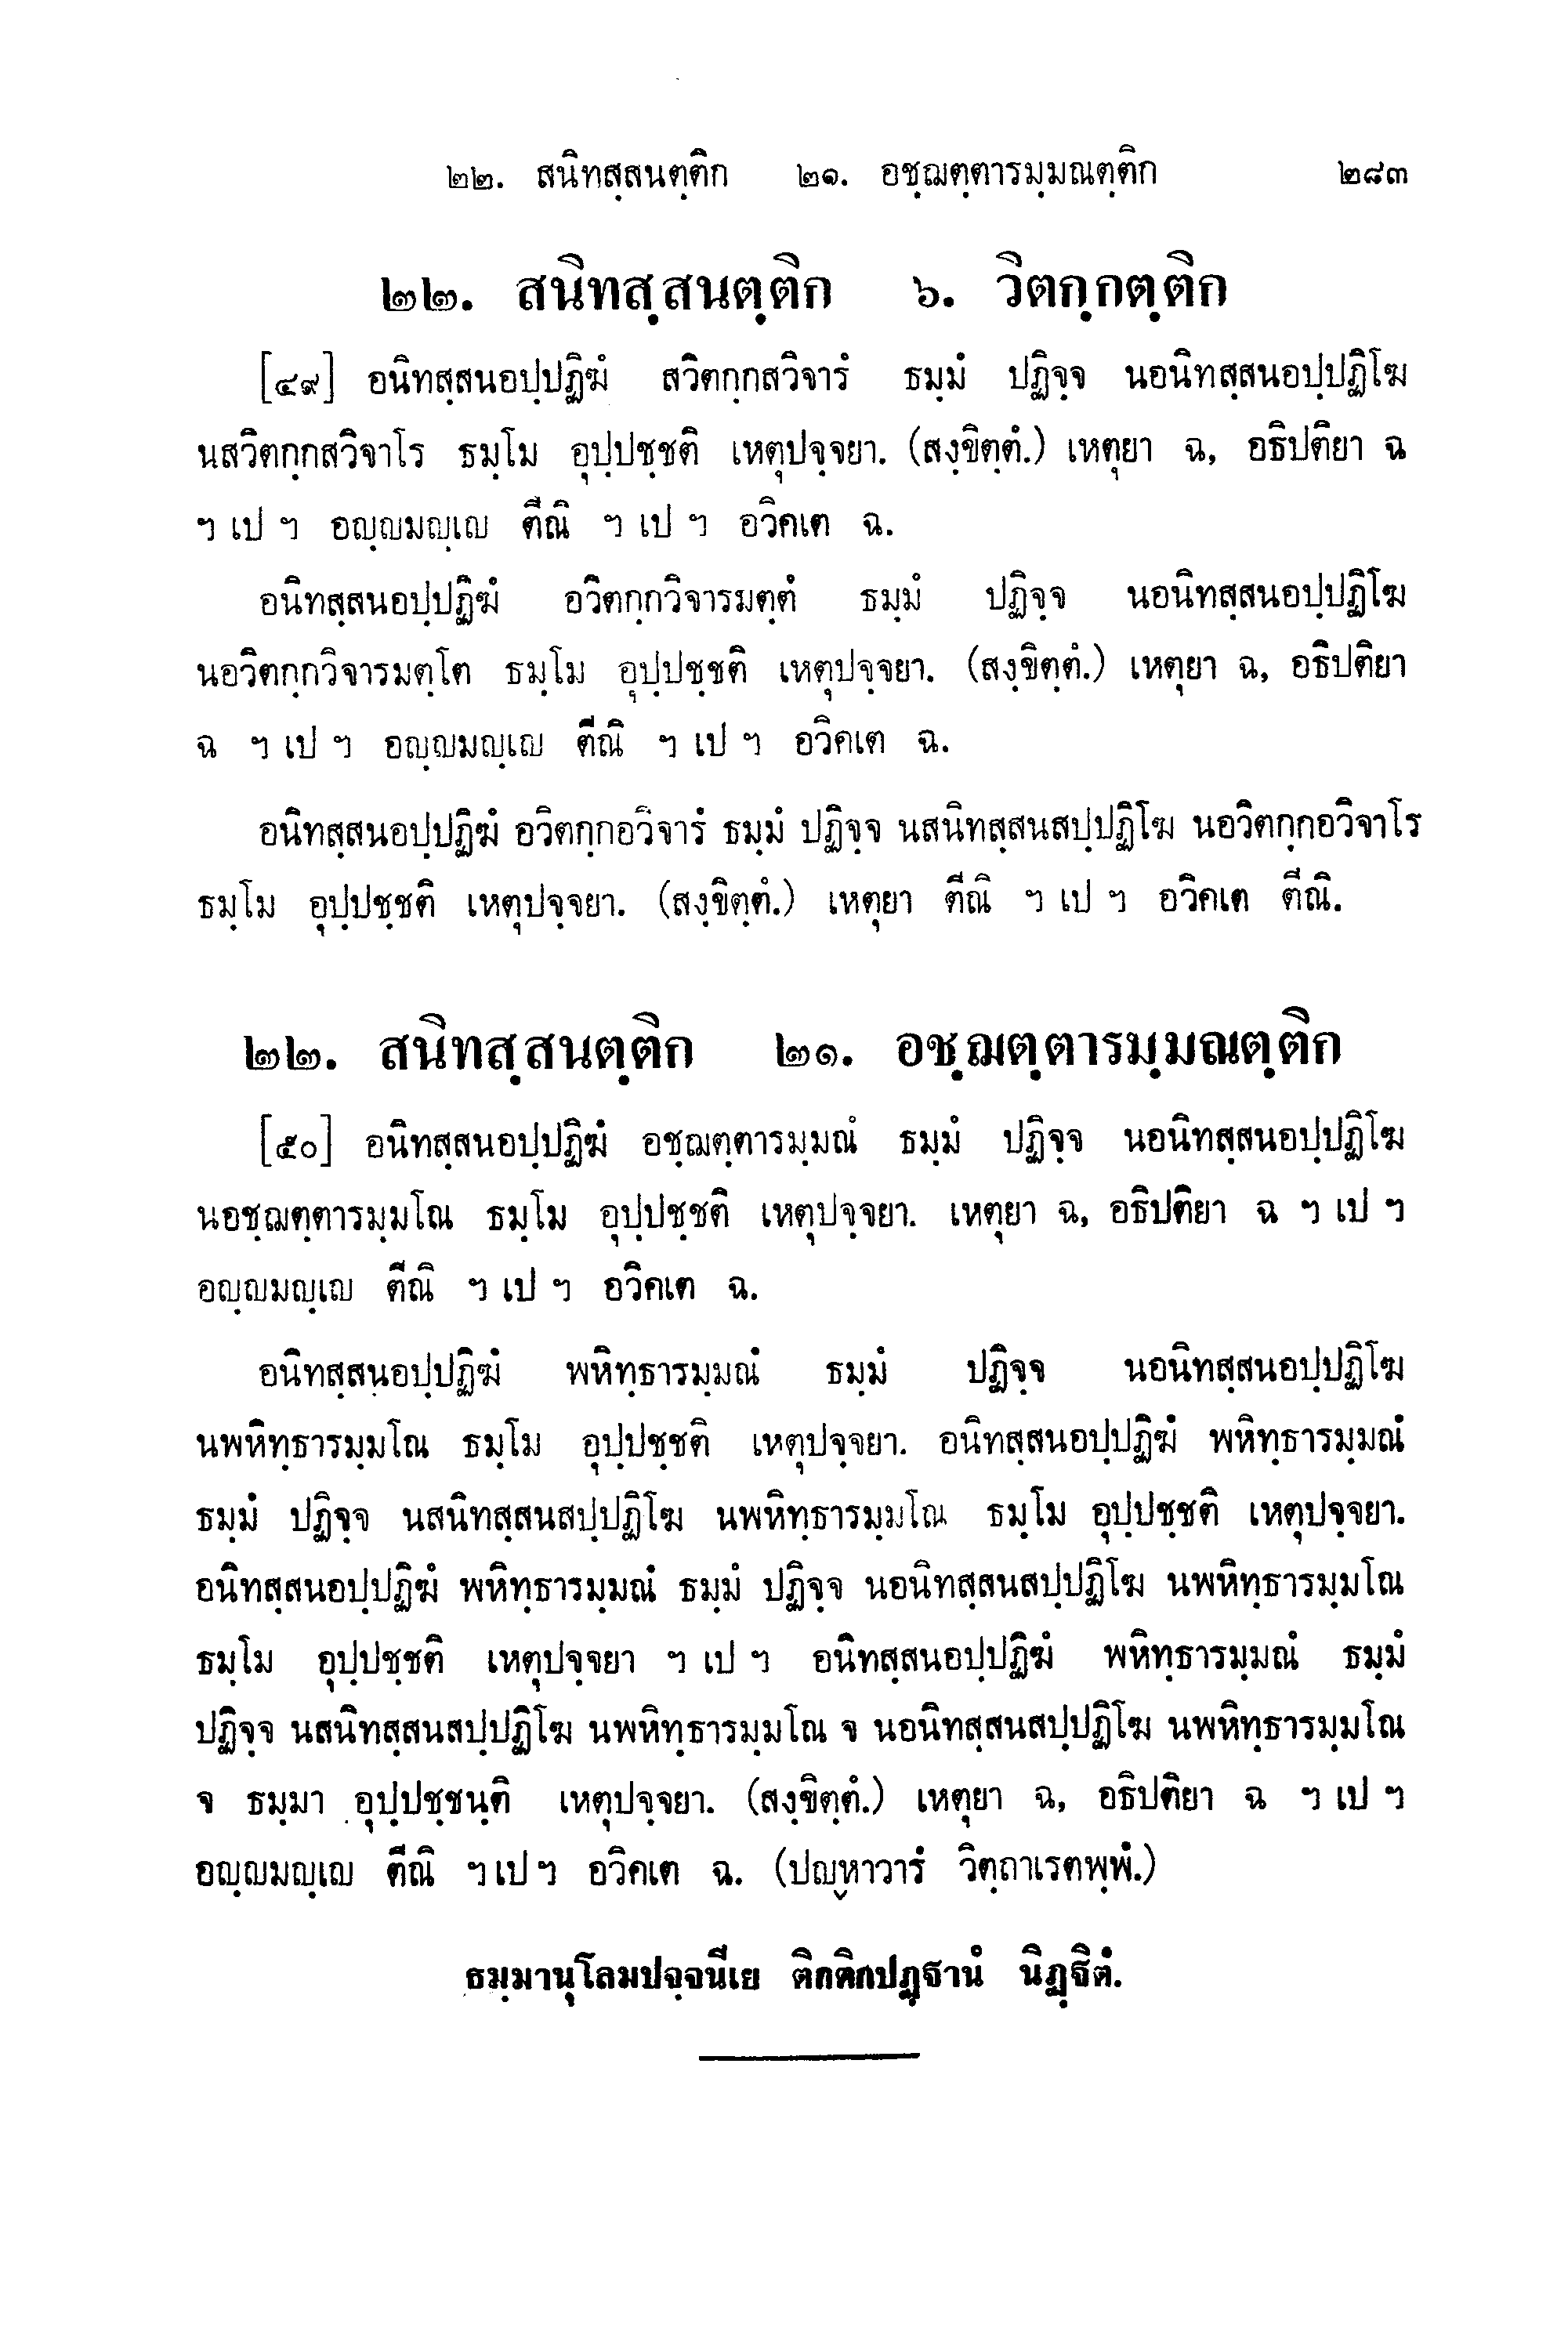 ๒๒. สนิทสฺสนตฺติก ๒๑. อชฺฌตฺตารมฺมณตฺติก ๒๘๓
๒๒. สนิทสฺสนตฺติก ๖. วิตกฺกตฺติก
[๔๙] อนิทสฺสนอปฺปฏิฆํ สวิตกฺกสวิจารํ ธมฺมํ ปฏิจฺจ นอนิทสฺสนอปฺปฏิโฆ
นสวิตกฺกสวิจาโร ธมฺโม อุปฺปชฺชติ เหตุปจฺจยา. (สงฺขิตฺตํ.) เหตุยา ฉ, อธิปติยา ฉ
ฯ เป ฯ อญฺญมญฺเญ ตีณิ ฯ เป ฯ อวิคเต ฉ.
อนิทสฺสนอปฺปฏิฆํ อวิตกฺกวิจารมตฺตํ ธมฺมํ ปฏิจฺจ นอนิทสฺสนอปฺปฏิโฆ
นอวิตกฺกวิจารมตฺโต ธมฺโม อุปฺปชฺชติ เหตุปจฺจยา. (สงฺขิตฺตํ.) เหตุยา ฉ, อธิปติยา
ฉ ฯ เป ฯ อญฺญมญฺเญ ตีณิ ฯ เป ฯ อวิคเต ฉ.
อนิทสฺสนอปฺปฏิฆํ อวิตกฺกอวิจารํ ธมฺมํ ปฏิจฺจ นสนิทสฺสนสปฺปฏิโฆ นอวิตกฺกอวิจาโร
ธมฺโม อุปฺปชฺชติ เหตุปจฺจยา. (สงฺขิตฺตํ.) เหตุยา ตีณิ ฯ เป ฯ อวิคเต ตีณิ.
๒๒. สนิทสฺสนตฺติก ๒๑. อชฺฌตฺตารมฺมณตฺติก
[๕๐] อนิทสฺสนอปฺปฏิฆํ อชฺฌตฺตารมฺมณํ ธมฺมํ ปฏิจฺจ นอนิทสฺสนอปฺปฏิโฆ
นอชฺฌตฺตารมฺมโณ ธมฺโม อุปฺปชฺชติ เหตุปจฺจยา. เหตุยา ฉ, อธิปติยา ฉ ฯ เป ฯ
อญฺญมญฺเญ ตีณิ ฯ เป ฯ อวิคเต ฉ.
อนิทสฺสนอปฺปฏิฆํ พหิทฺธารมฺมณํ ธมฺมํ ปฏิจฺจ นอนิทสฺสนอปฺปฏิโฆ
นพหิทฺธารมฺมโณ ธมฺโม อุปฺปชฺชติ เหตุปจฺจยา. อนิทสฺสนอปฺปฏิฆํ พหิทฺธารมฺมณํ
ธมฺมํ ปฏิจฺจ นสนิทสฺสนสปฺปฏิโฆ นพหิทฺธารมฺมโณ ธมฺโม อุปฺปชฺชติ เหตุปจฺจยา.
อนิทสฺสนอปฺปฏิฆํ พหิทฺธารมฺมณํ ธมฺมํ ปฏิจฺจ นอนิทสฺสนสปฺปฏิโฆ นพหิทฺธารมฺมโณ
ธมฺโม อุปฺปชฺชติ เหตุปจฺจยา ฯ เป ฯ อนิทสฺสนอปฺปฏิฆํ พหิทฺธารมฺมณํ ธมฺมํ
ปฏิจฺจ นสนิทสฺสนสปฺปฏิโฆ นพหิทฺธารมฺมโณ จ นอนิทสฺสนสปฺปฏิโฆ นพหิทฺธารมฺมโณ
จ ธมฺมา อุปฺปชฺชนฺติ เหตุปจฺจยา. (สงฺขิตฺตํ.) เหตุยา ฉ, อธิปติยา ฉ ฯ เป ฯ
อญฺญมญฺเญ ตีณิ ฯ เป ฯ อวิคเต ฉ. (ปญฺหาวารํ วิตฺถาเรตพฺพํ.)
ธมฺมานุโลมปจฺจนีเย ติกติกปฏฺฐานํ นิฏฺฐิตํ.